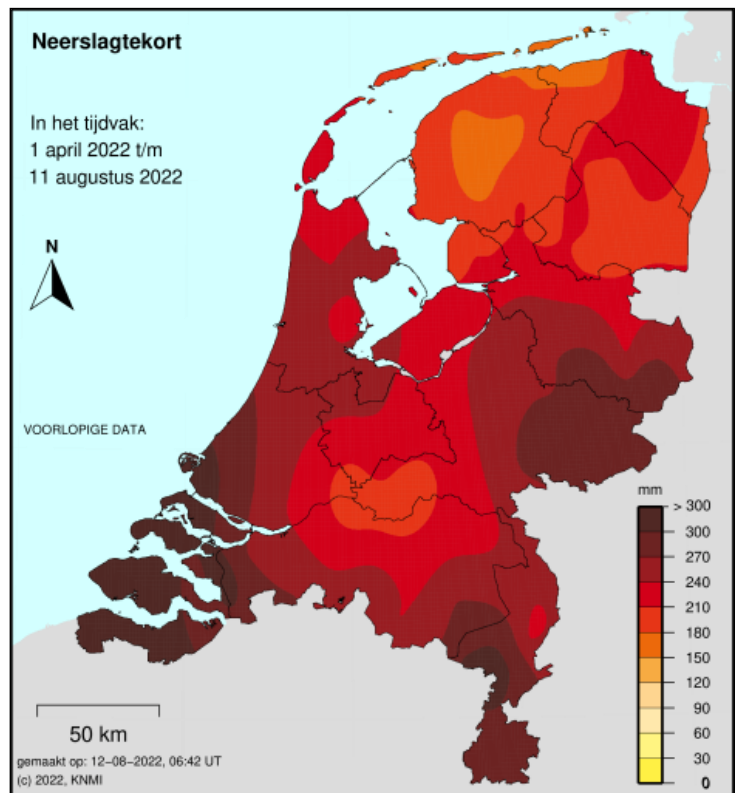 Neerslagtekort
In het tijdvak:
1 april 2022 t/m
11 augustus 2022
N
VOORLOPIGE DATA
mm
> 300
300
270
240
210
180
150
120
90
60
30
0
50 km
gemaakt op: 12−08−2022, 06:42 UT
(c) 2022, KNMI